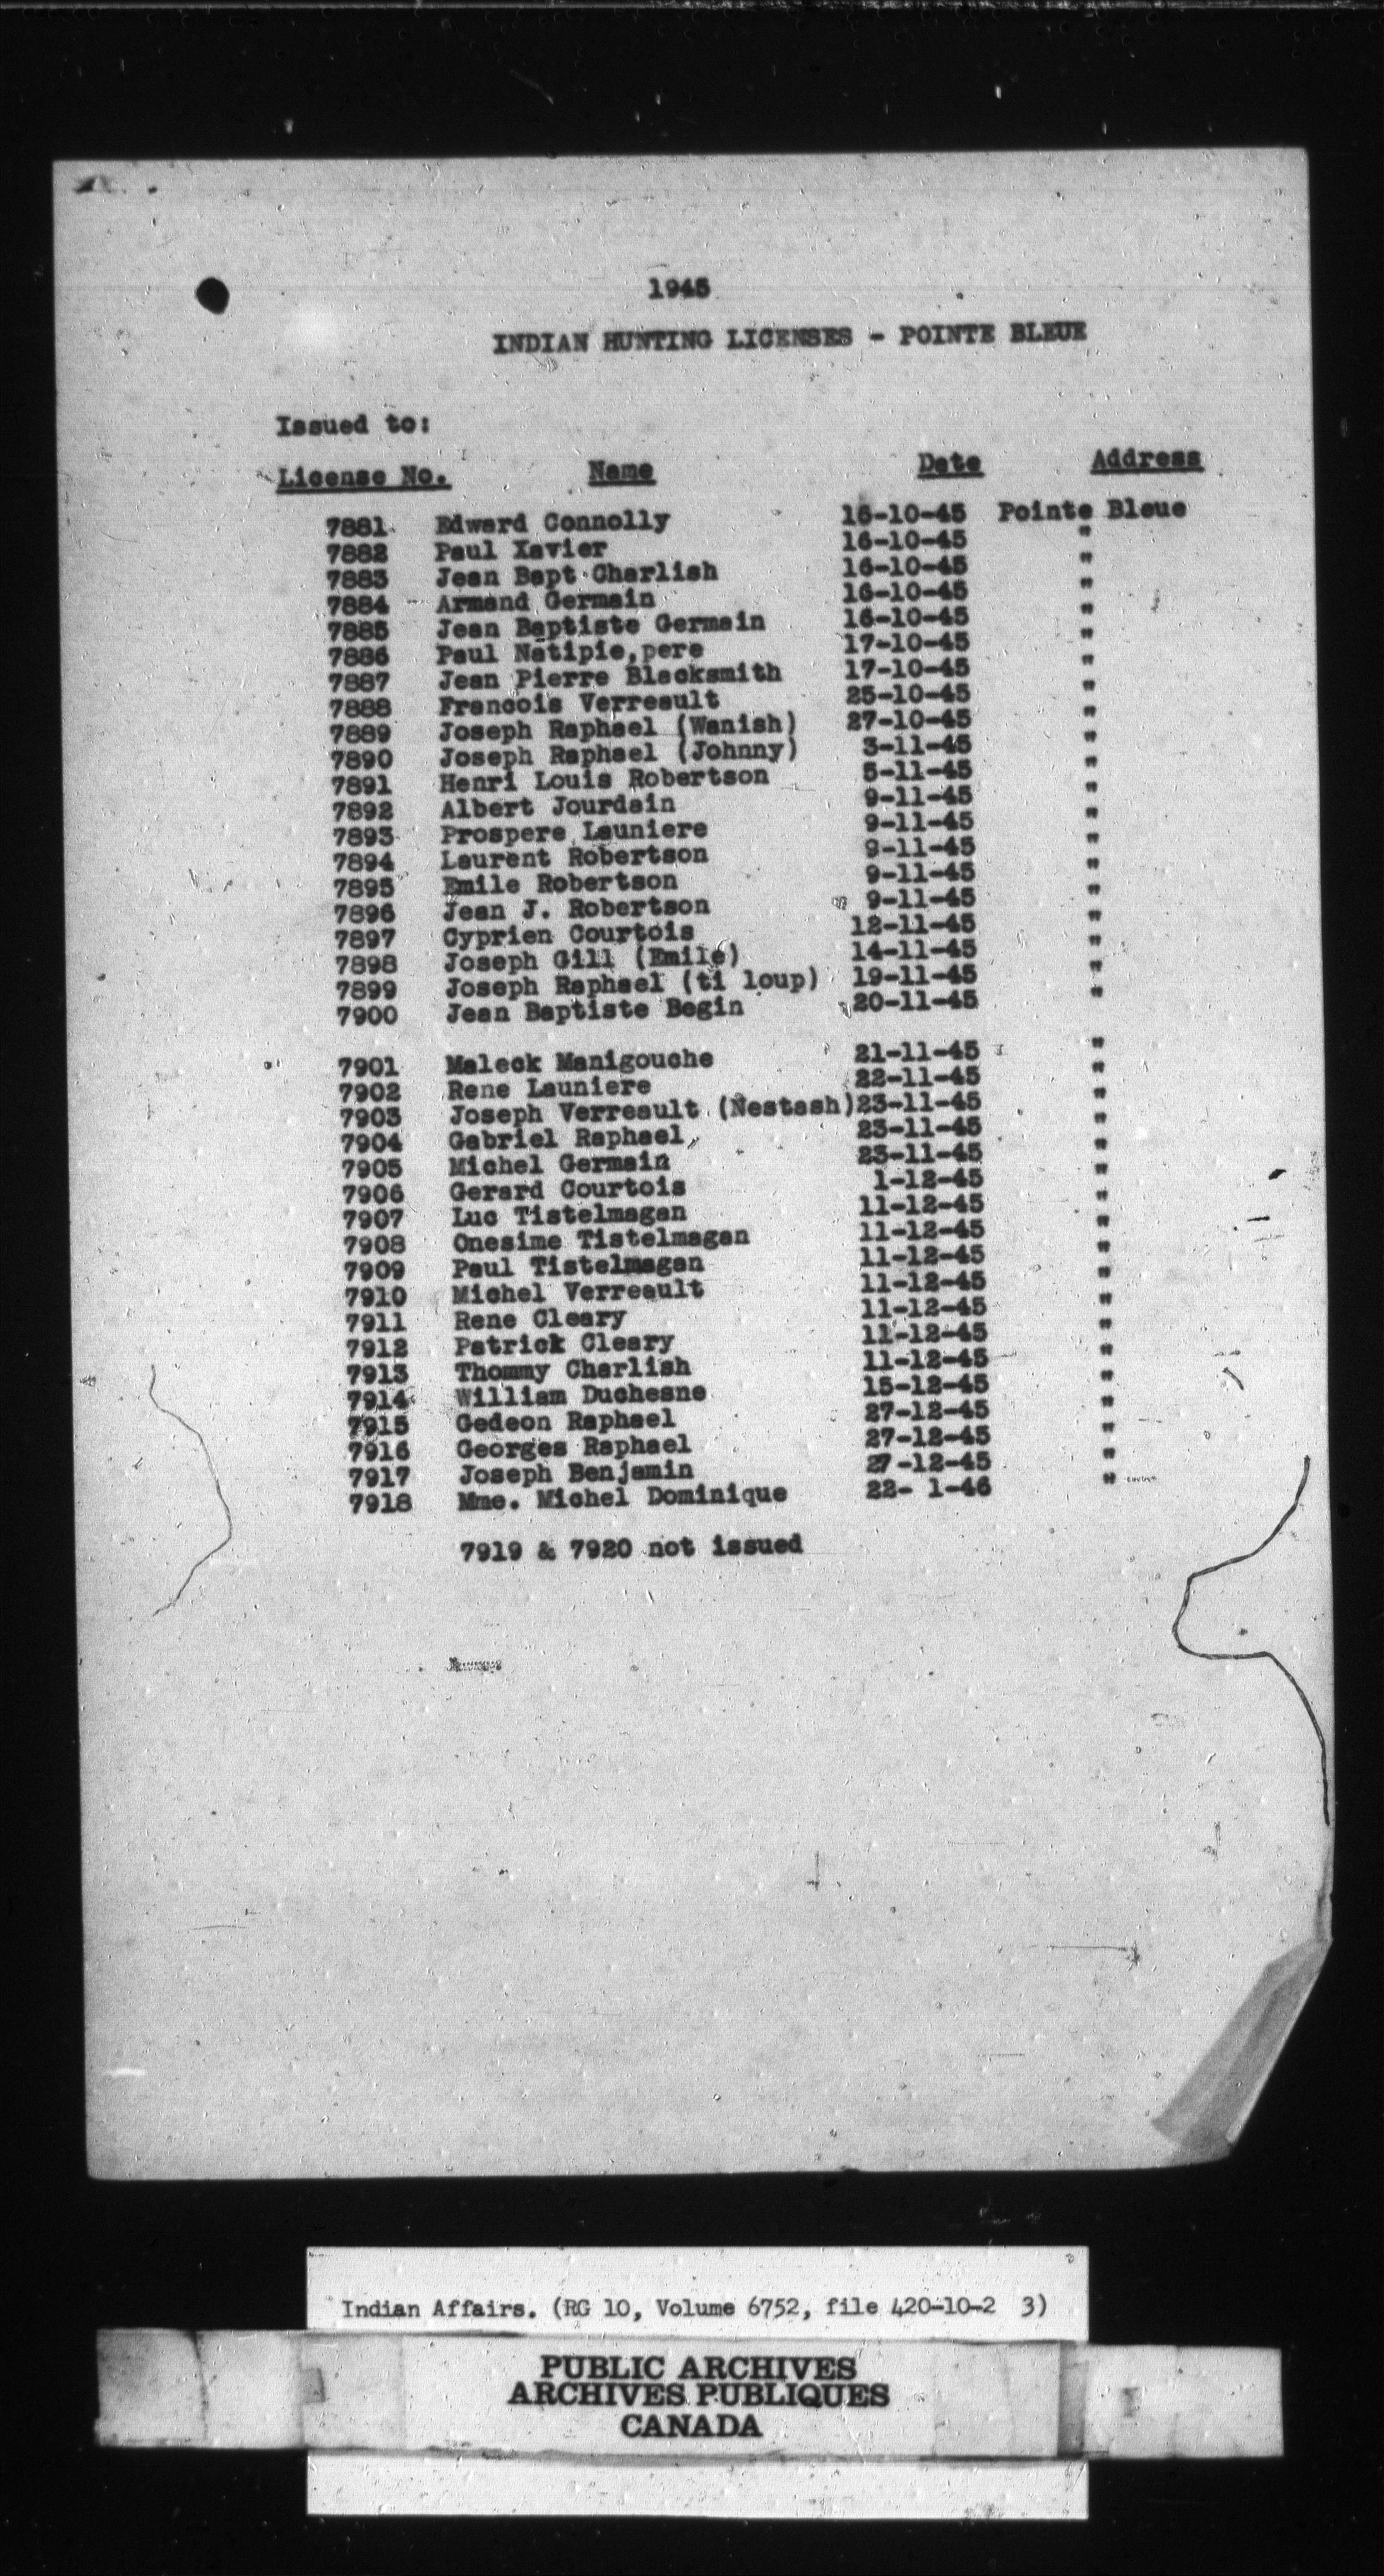 1945
INDIAN HUNTING LICENSES - POINTE BLEUE
Issued to:
License No. Name Date Address
7881 Edward Connolly 16-10-45 Pointe Bleue
7882 Paul Xavier 16-10-45 "
7883 Jean Bapt Charlish 16-10-45 "
7884 Armand Germain 16-10-45 "
7885 Jean Baptiste Germain 16-10-45 "
7886 Paul Natipie, pere 17-10-45 "
7887 Jean Pierre Blacksmith 17-10-45 "
7888 Francois Verreault 25-10-45 "
7889 Joseph Raphael (Wanish) 27-10-45 "
7890 Joseph Raphael (Johnny) 3-11-45 "
7891 Henri Louis Robertson 5-11-45 "
7892 Albert Jourdain 9-11-45 "
7893 Prospere Launiere 9-11-45 "
7894 Laurent Robertson 9-11-45 "
7895 Emile Robertson 9-11-45 "
7896 Jean J. Robertson 9-11-45 "
7897 Cyprien Courtois 12-11-45 "
7898 Joseph Gill (Emile) 14-11-45 "
7899 Joseph Raphael (ti loup) 19-11-45 "
7900 Jean Baptiste Begin 20-11-45 "
7901 Maleck Manigouche 21-11-45 "
7902 Rene Launiere 22-11-45 "
7903 Joseph Verreault (Nestash) 23-11-45 "
7904 Gabriel Raphael 23-11-45 "
7905 Michel Germain 23-11-45 "
7906 Gerard Courtois 1-12-45 "
7907 Luc Tistelmagan 11-12-45 "
7908 Onesime Tistelmagan 11-12-45 "
7909 Paul Tistelmagan 11-12-45 "
7910 Michel Verreault 11-12-45 "
7911 Rene Cleary 11-12-45 "
7912 Patrick Cleary 11-12-45 "
7913 Thommy Charlish 11-12-45 "
7914 William Duchesne 15-12-45 "
7915 Gedeon Raphael 27-12-45 "
7916 Georges Raphael 27-12-45 "
7917 Joseph Benjamin 27-12-45 "
7918 Mme. Michel Dominique 22- 1-46 "
7919 & 7920 not issued
Indian Affairs. (RG 10, Volume 6752, file 420-10-2 3)
PUBLIC ARCHIVES
ARCHIVES PUBLIQUES
CANADA